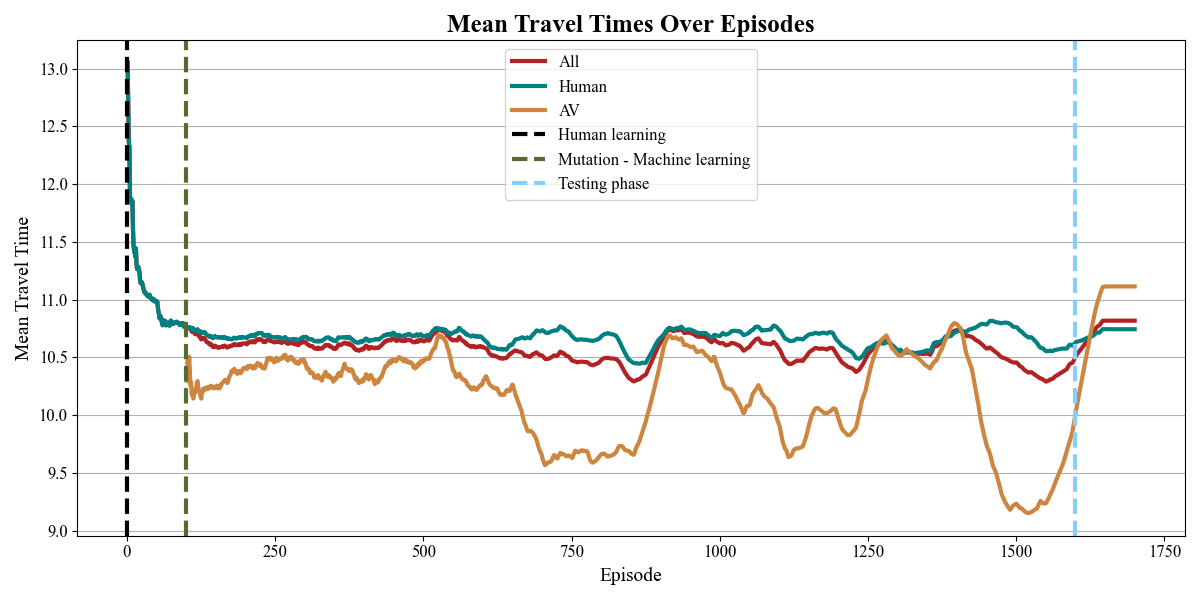 Mean Travel Times Over Episodes
All
Human
AV
Human learning
Mutation - Machine learning
Testing phase
Mean Travel Time
13.0
12.5
12.0
11.5
11.0
10.5
10.0
9.5
9.0
0 250 500 750 1000 1250 1500 1750
Episode